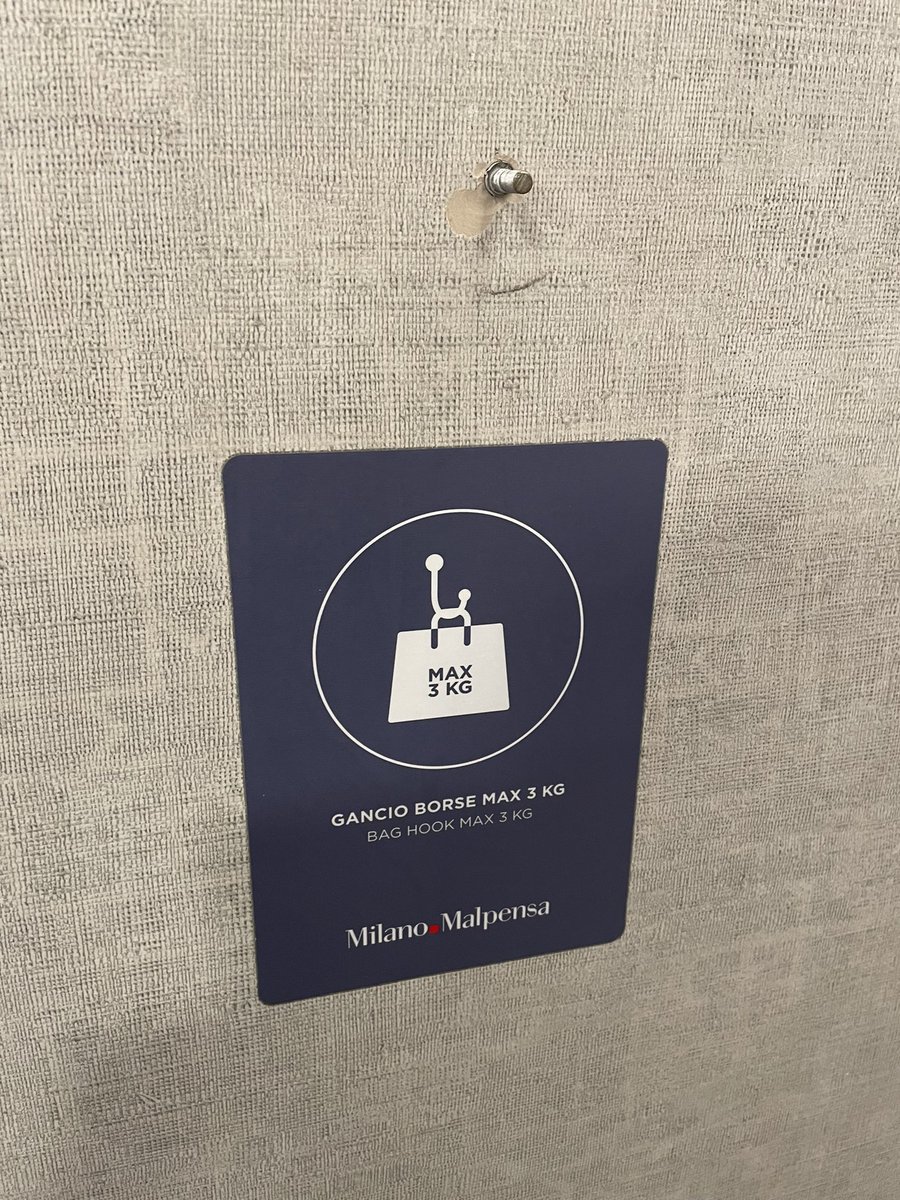 MAX
3 KG
GANCIO BORSE MAX 3 KG
BAG HOOK MAX 3 KG
Milano Malpensa